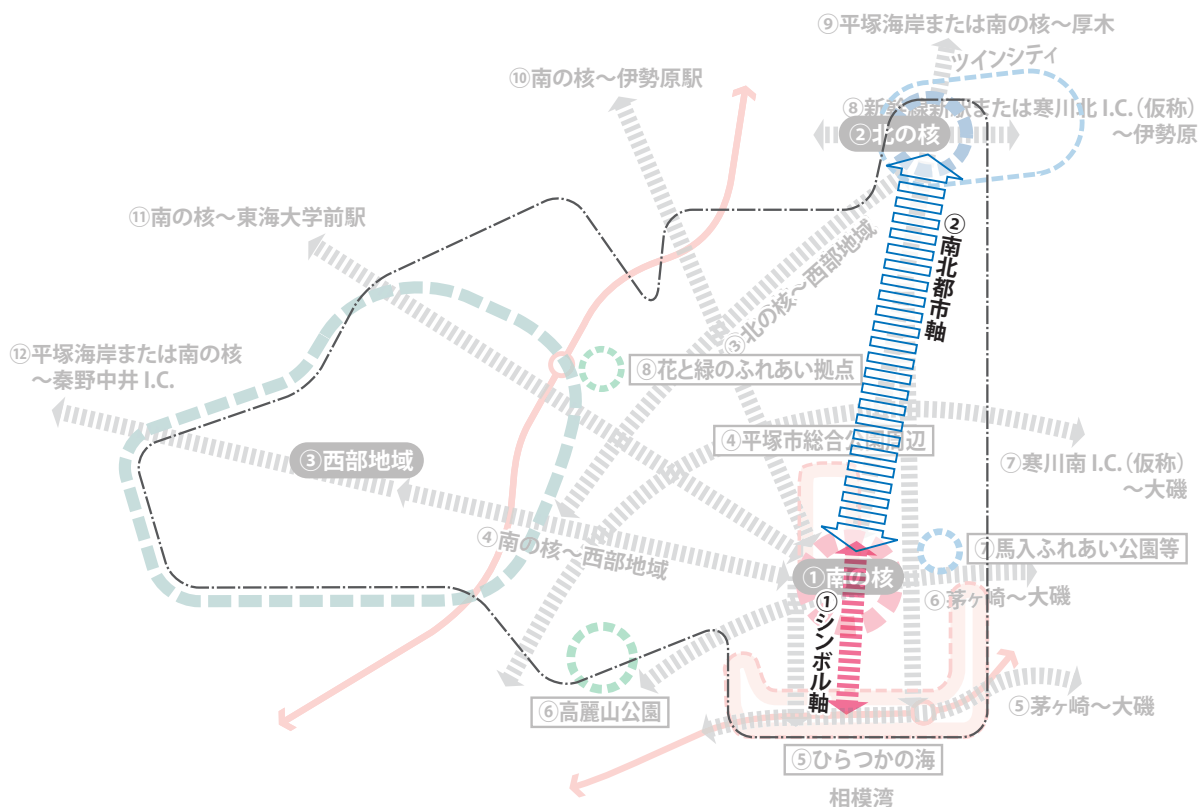 ⑨平塚海岸または南の核～厚木
ツインシティ
⑩南の核～伊勢原駅
⑧新幹線新駅または寒川北 I.C.（仮称）
～伊勢原
②北の核
⑪南の核～東海大学前駅
②南北都市軸
③北の核～西部地域
⑫平塚海岸または南の核
～秦野中井 I.C.
⑧花と緑のふれあい拠点
④平塚市総合公園周辺
③西部地域
⑦寒川南 I.C.（仮称）
～大磯
④南の核～西部地域
⑦馬入ふれあい公園等
①南の核
⑥茅ヶ崎～大磯
①シンボル軸
⑥高麗山公園
⑤茅ヶ崎～大磯
⑤ひらつかの海
相模湾